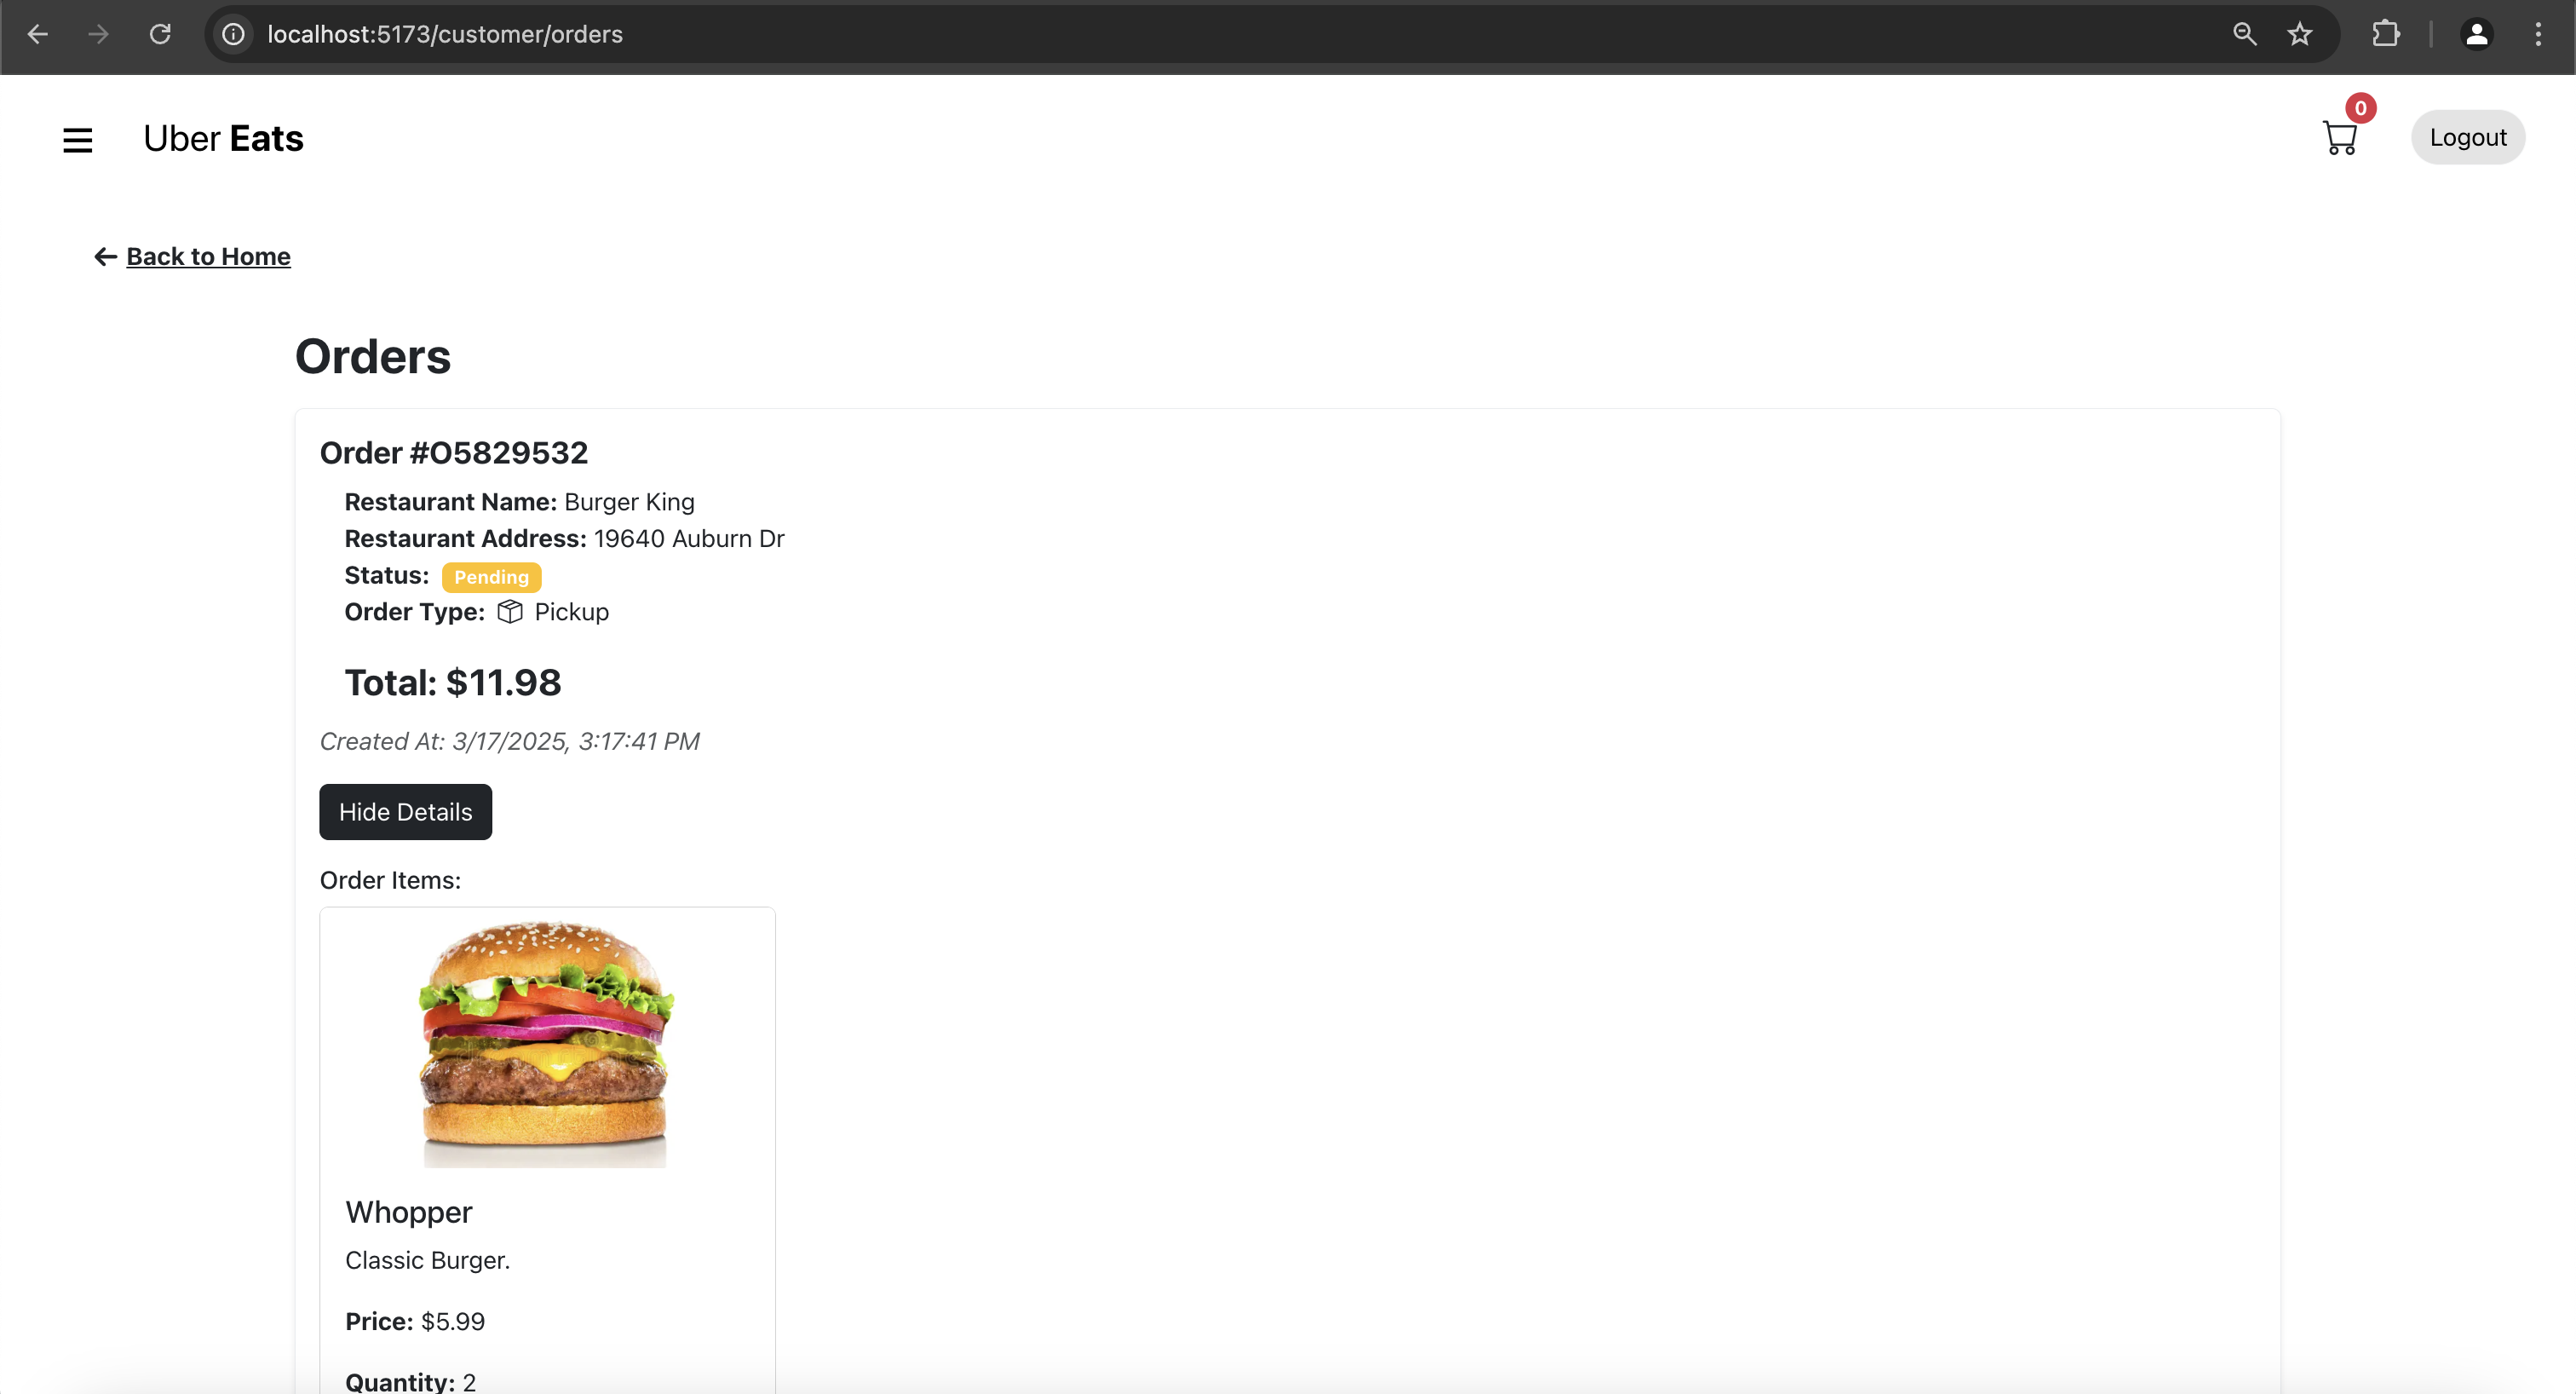 localhost:5173/customer/orders
Uber Eats
0
Logout
Back to Home
Orders
Order #O5829532
Restaurant Name: Burger King
Restaurant Address: 19640 Auburn Dr
Status: Pending
Order Type: Pickup
Total: $11.98
Created At: 3/17/2025, 3:17:41 PM
Hide Details
Order Items:
Whopper
Classic Burger.
Price: $5.99
Quantity: 2